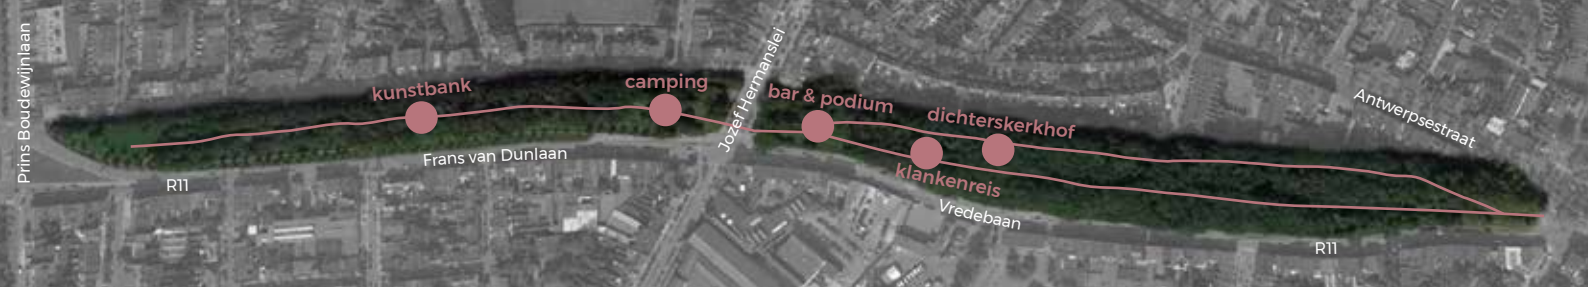 Prins Boudewijnlaan
kunstbank
camping
Jozef Hermanslei
bar & podium
dichterskerkhof
Antwerpsestraat
Frans van Dunlaan
klankenreis
R11
Vredebaan
R11